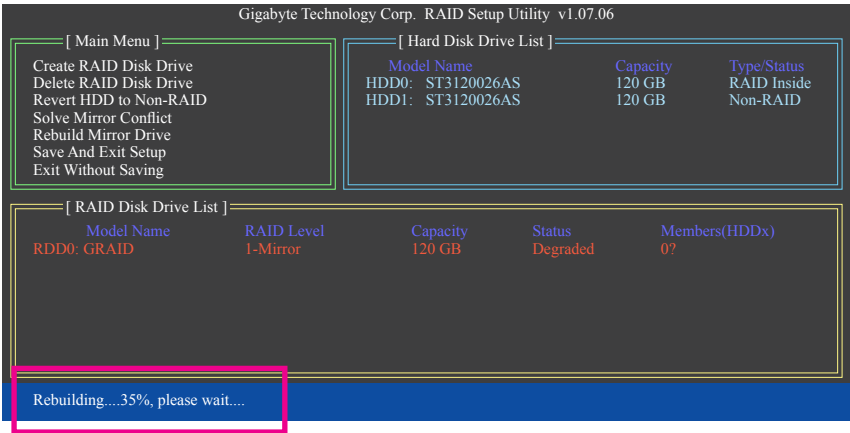 Gigabyte Technology Corp. RAID Setup Utility v1.07.06
[ Main Menu ]
Create RAID Disk Drive
Delete RAID Disk Drive
Revert HDD to Non-RAID
Solve Mirror Conflict
Rebuild Mirror Drive
Save And Exit Setup
Exit Without Saving
[ Hard Disk Drive List ]
Model Name Capacity Type/Status
HDD0: ST3120026AS 120 GB RAID Inside
HDD1: ST3120026AS 120 GB Non-RAID
[ RAID Disk Drive List ]
Model Name RAID Level Capacity Status Members(HDDx)
RDD0: GRAID 1-Mirror 120 GB Degraded 0?
Rebuilding....35%, please wait....